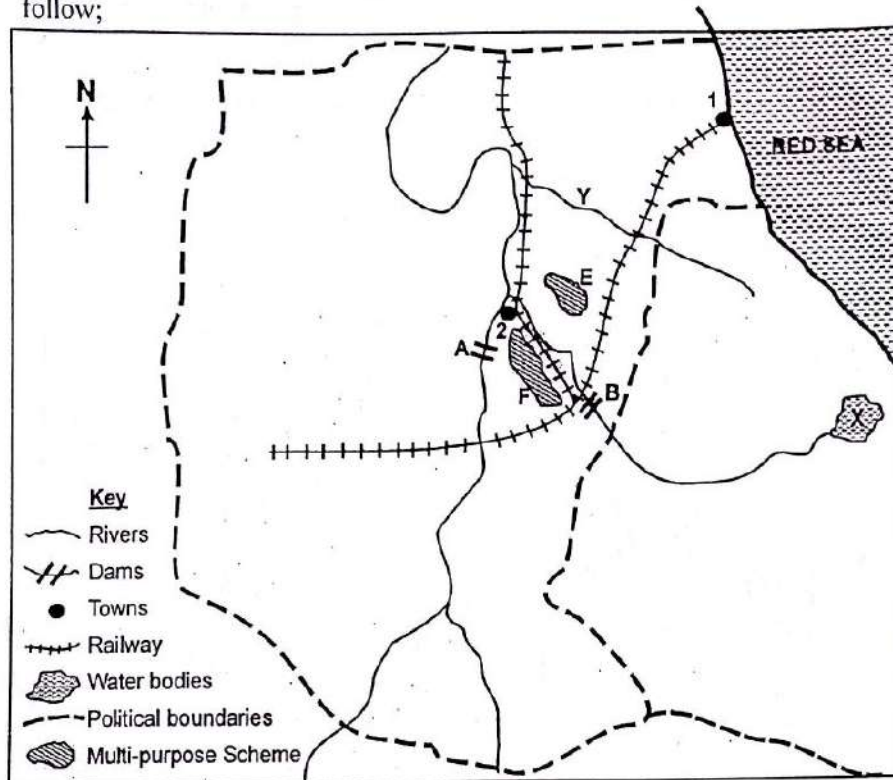 follow;
N
1
RED SEA
Y
E
2
A
F
B
X
Key
Rivers
Dams
Towns
Railway
Water bodies
Political boundaries
Multi-purpose Scheme